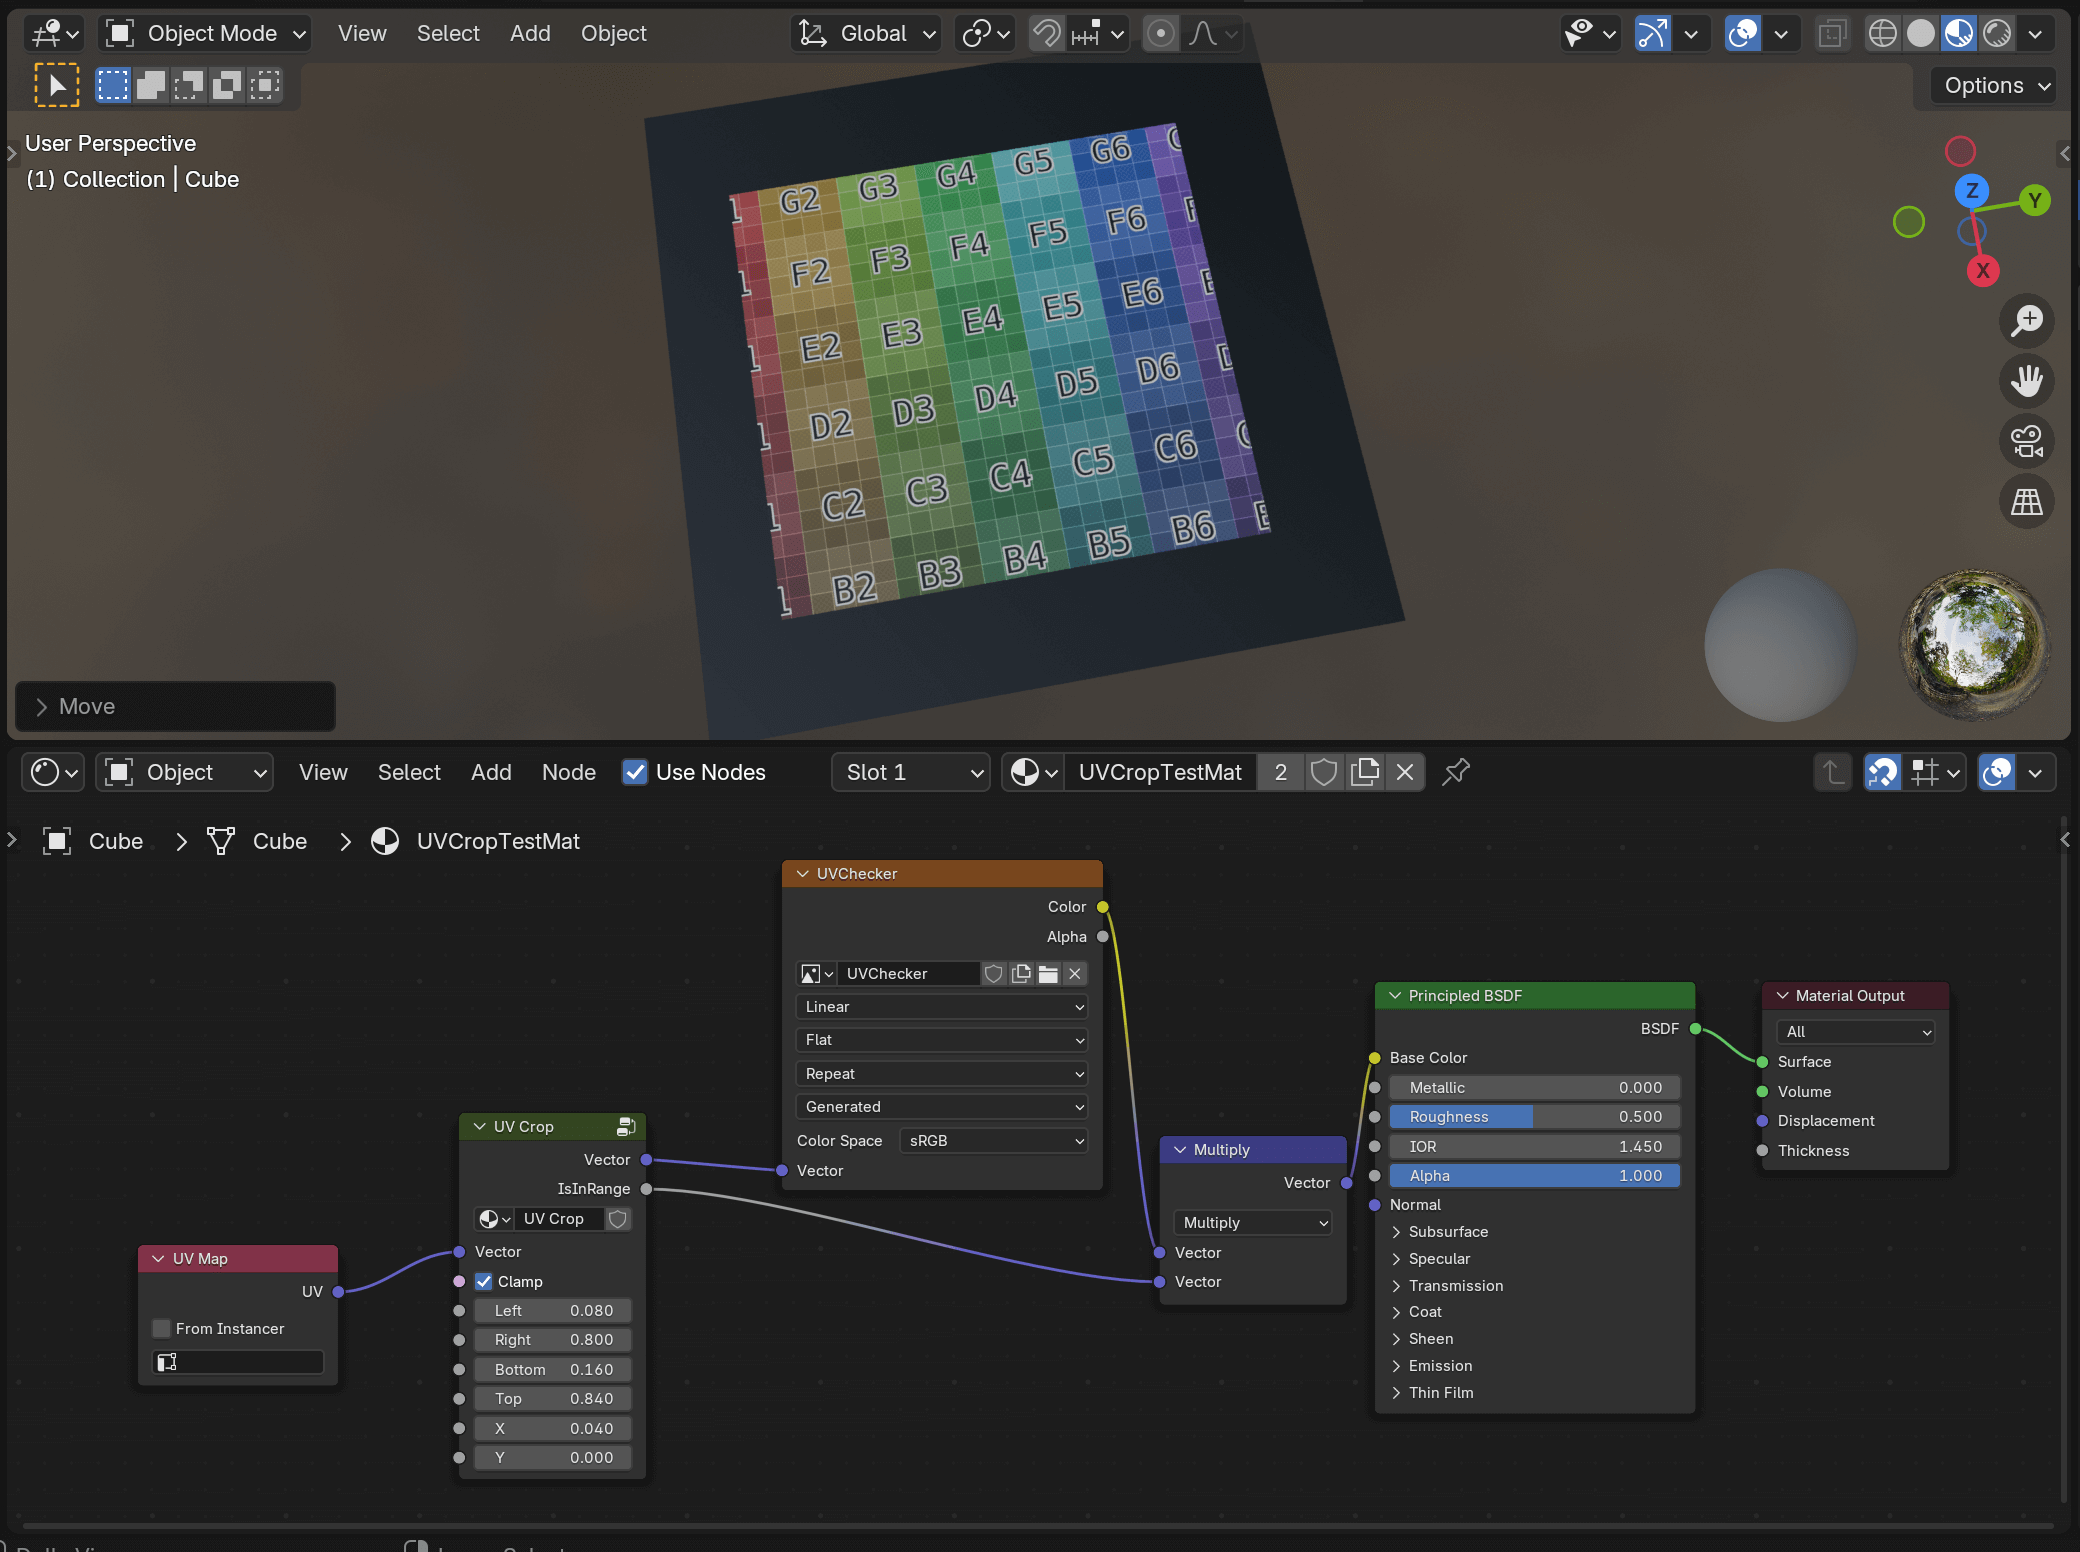 Object Mode View Select Add Object Global
Options
User Perspective
(1) Collection | Cube
Z
Y
X
G2 G3 G4 G5 G6
F2 F3 F4 F5 F6
E2 E3 E4 E5 E6
D2 D3 D4 D5 D6
C2 C3 C4 C5 C6
B2 B3 B4 B5 B6
Move
Object View Select Add Node Use Nodes Slot 1 UVCropTestMat 2
Cube Cube UVCropTestMat
UV Map
UV
From Instancer
UV Crop
Vector
IsInRange
UV Crop
Vector
Clamp
Left 0.080
Right 0.800
Bottom 0.160
Top 0.840
X 0.040
Y 0.000
UVChecker
Color
Alpha
UVChecker
Linear
Flat
Repeat
Generated
Color Space sRGB
Vector
Multiply
Vector
Multiply
Vector
Vector
Principled BSDF
BSDF
Base Color
Metallic 0.000
Roughness 0.500
IOR 1.450
Alpha 1.000
Normal
Subsurface
Specular
Transmission
Coat
Sheen
Emission
Thin Film
Material Output
All
Surface
Volume
Displacement
Thickness